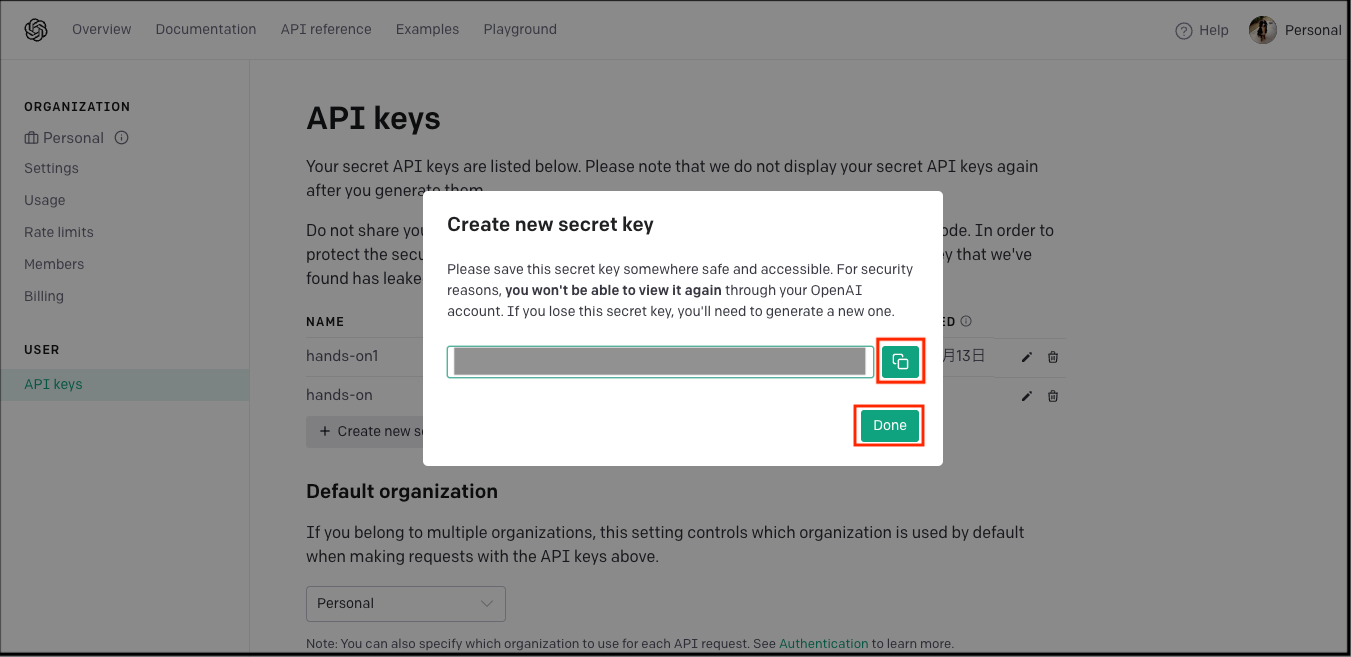 Overview Documentation API reference Examples Playground Help Personal
ORGANIZATION
Personal
Settings
Usage
Rate limits
Members
Billing
USER
API keys
API keys
Your secret API keys are listed below. Please note that we do not display your secret API keys again
after you generate them
Do not share you ode. In order to
protect the secu y that we've
found has leake
NAME ED
hands-on1 月13日
hands-on
+ Create new se
Create new secret key
Please save this secret key somewhere safe and accessible. For security
reasons, you won't be able to view it again through your OpenAI
account. If you lose this secret key, you'll need to generate a new one.
Done
Default organization
If you belong to multiple organizations, this setting controls which organization is used by default
when making requests with the API keys above.
Personal
Note: You can also specify which organization to use for each API request. See Authentication to learn more.